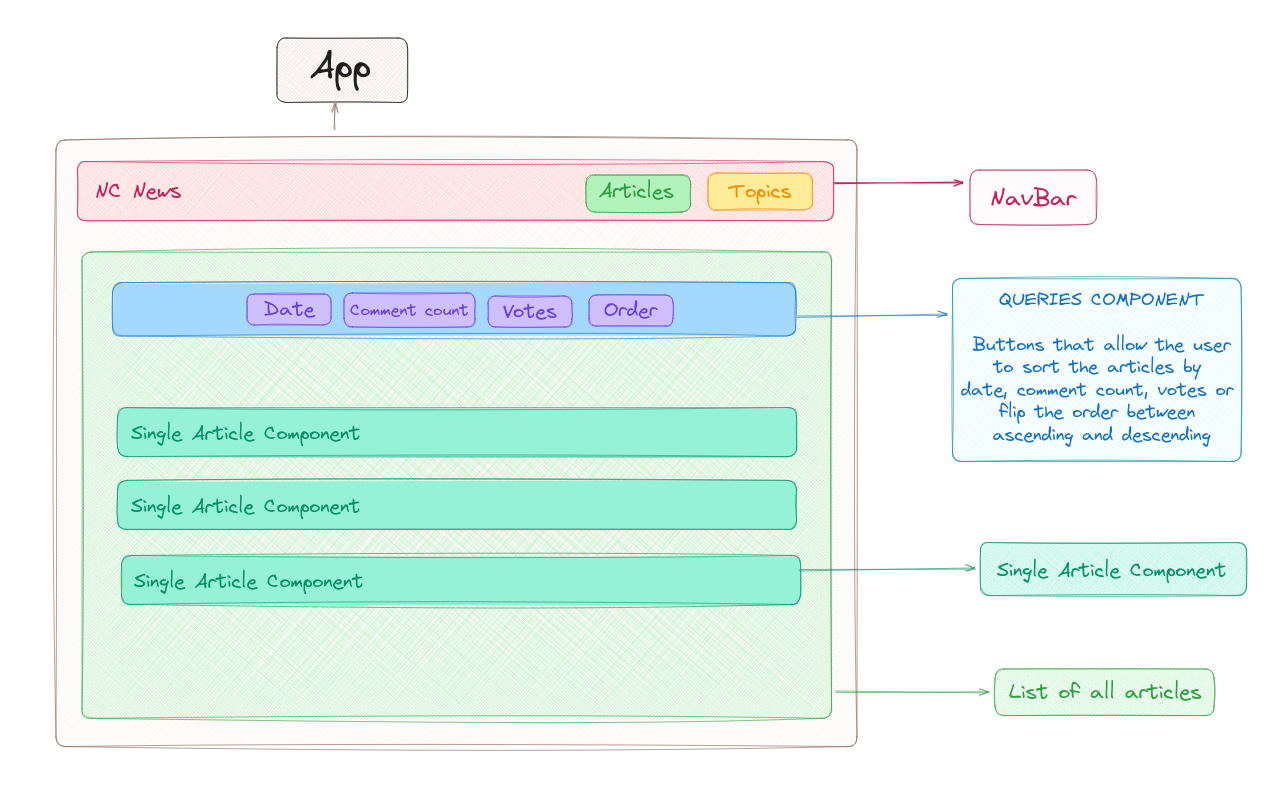 App
NC News
Articles
Topics
NavBar
Date
Comment count
Votes
Order
QUERIES COMPONENT
Buttons that allow the user
to sort the articles by
date, comment count, votes or
flip the order between
ascending and descending
Single Article Component
Single Article Component
Single Article Component
Single Article Component
List of all articles